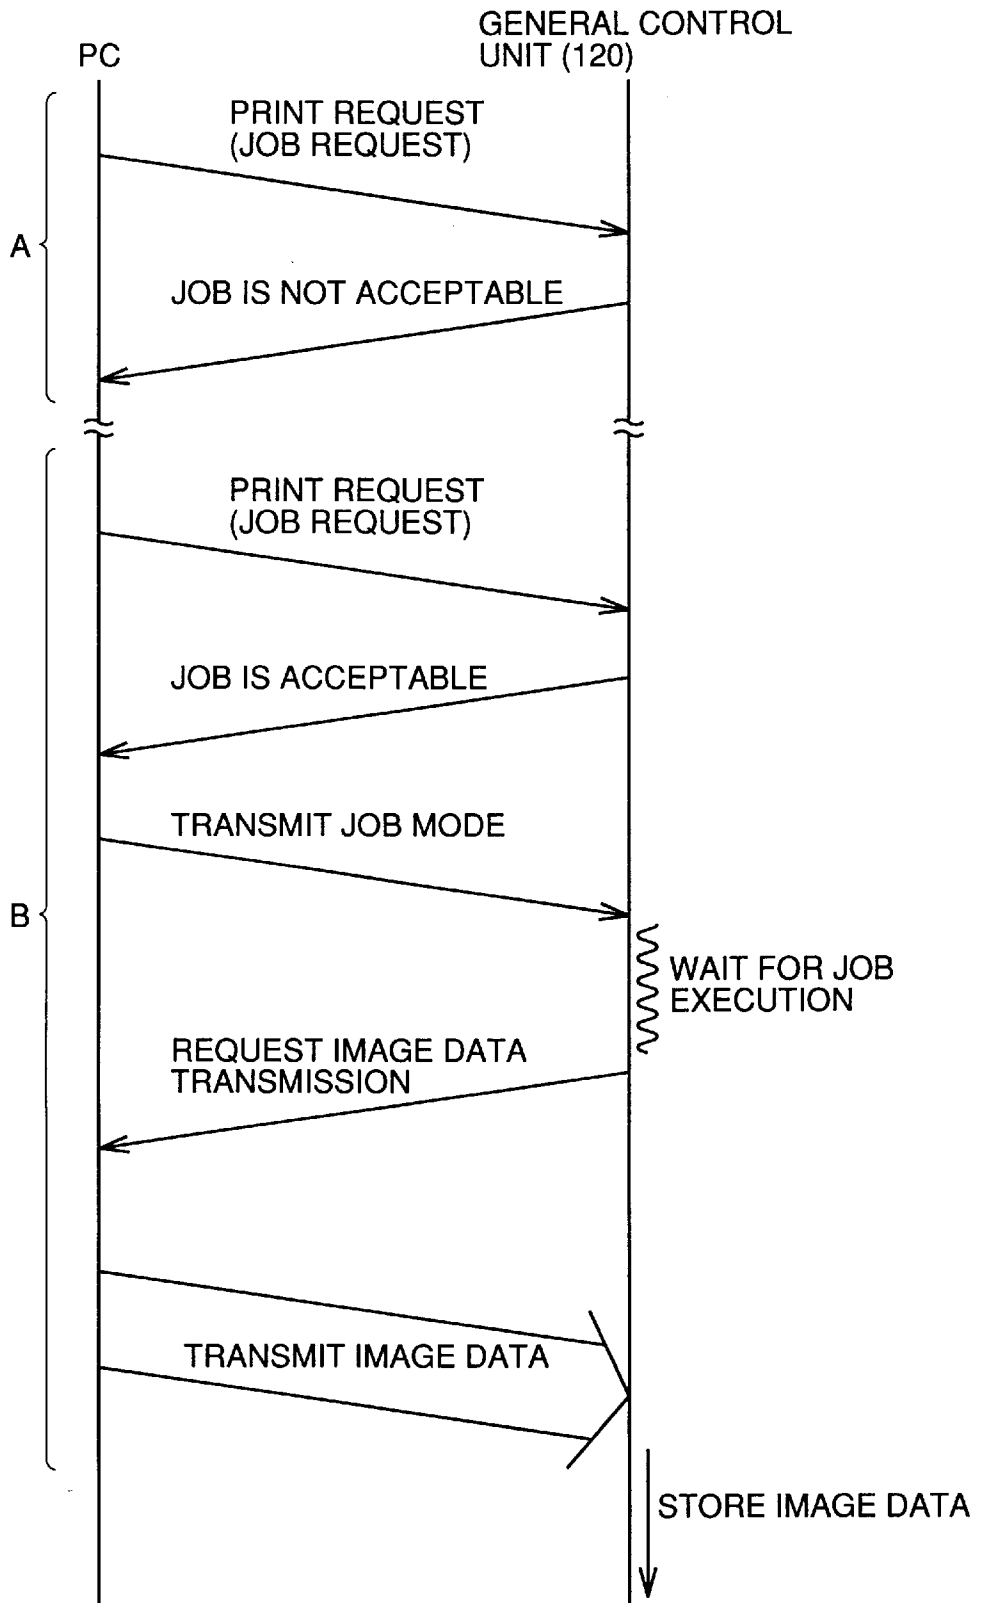 GENERAL CONTROL
PC
UNIT (120)
PRINT REQUEST
(JOB REQUEST)
A
JOB IS NOT ACCEPTABLE
PRINT REQUEST
(JOB REQUEST)
JOB IS ACCEPTABLE
TRANSMIT JOB MODE
B
WAIT FOR JOB
EXECUTION
REQUEST IMAGE DATA
TRANSMISSION
TRANSMIT IMAGE DATA
STORE IMAGE DATA